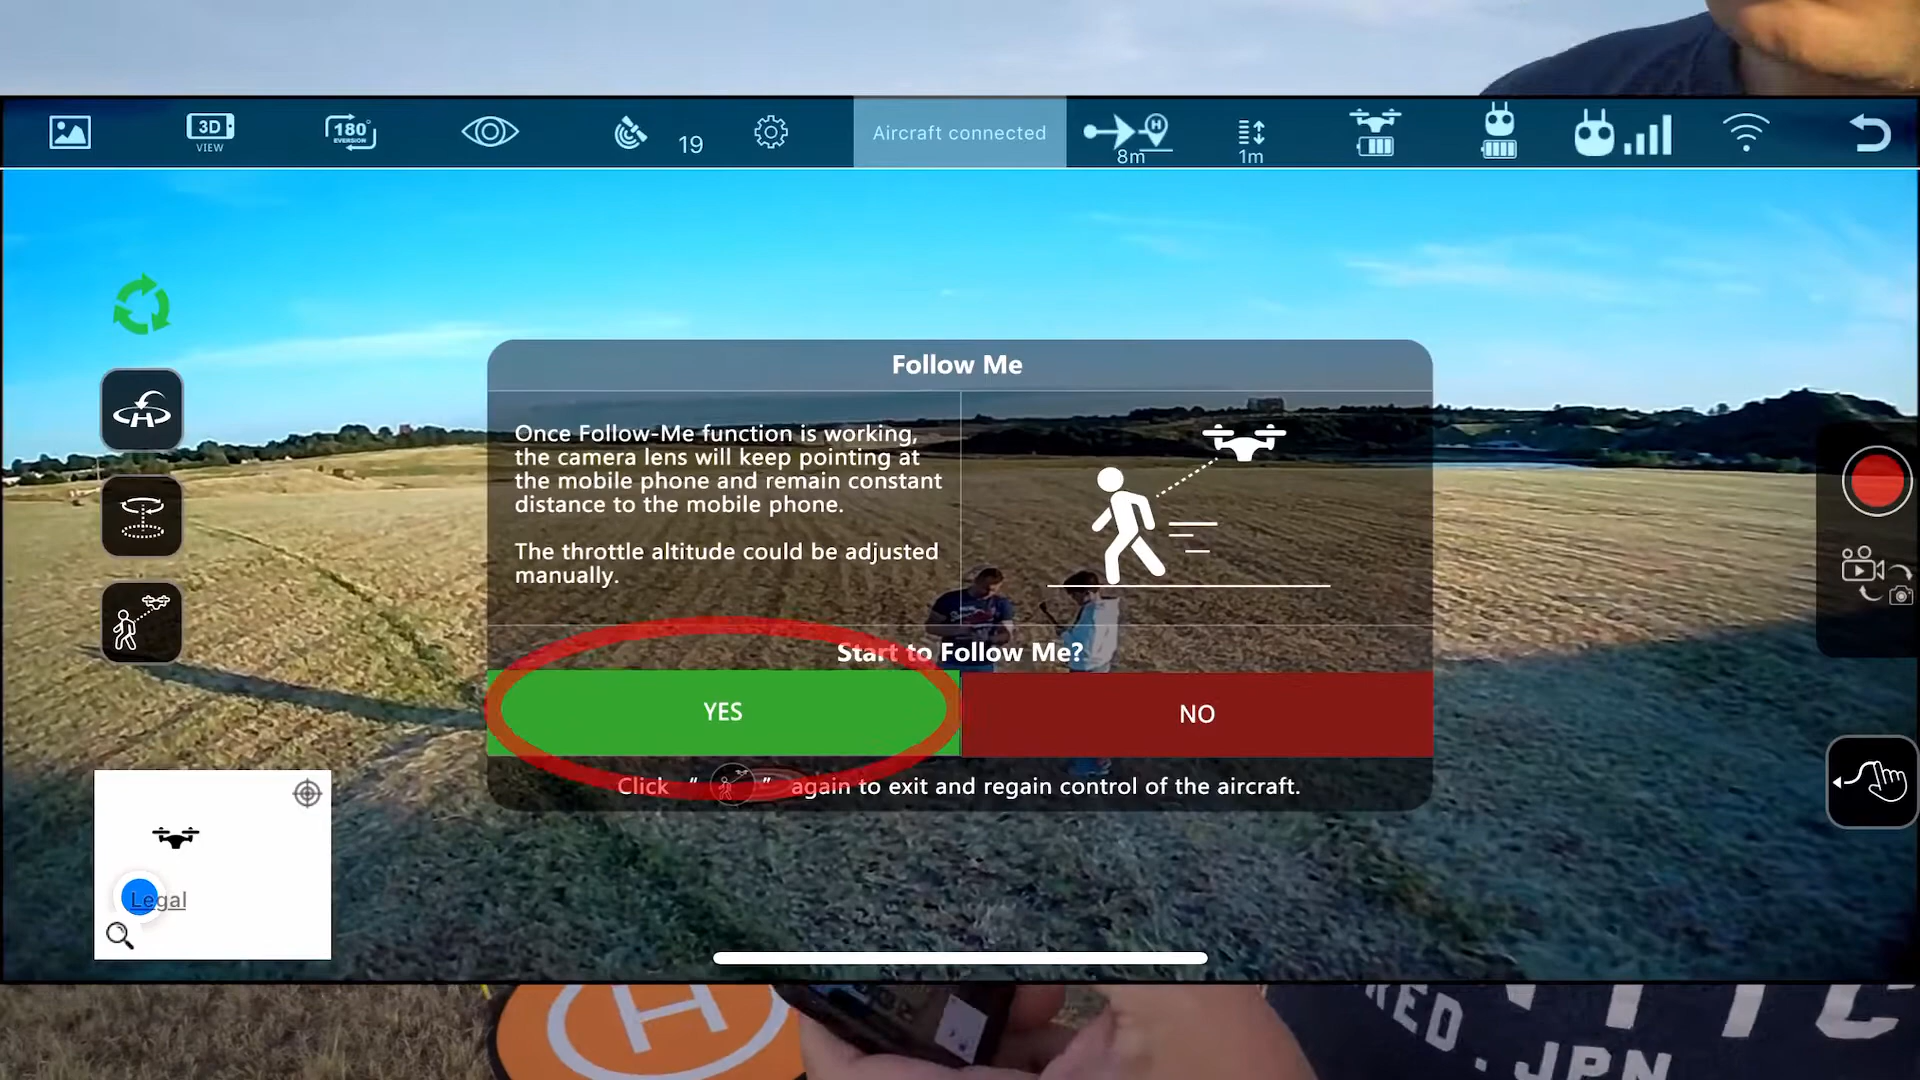 3D
VIEW
180°
EVERSION
19
Aircraft connected
H
8m
1m
Follow Me
Once Follow-Me function is working,
the camera lens will keep pointing at
the mobile phone and remain constant
distance to the mobile phone.
The throttle altitude could be adjusted
manually.
Start to Follow Me?
YES
NO
Click " " again to exit and regain control of the aircraft.
H
Legal
H
RED.JPN